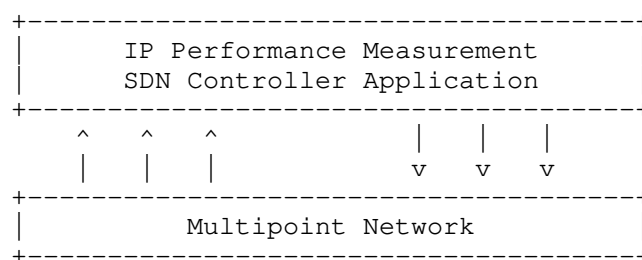 IP Performance Measurement
SDN Controller Application
Multipoint Network